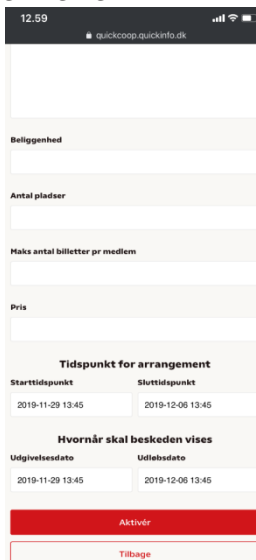 12.59
quickcoop.quickinfo.dk
Beliggenhed
Antal pladser
Maks antal billetter pr medlem
Pris
Tidspunkt for arrangement
Starttidspunkt Sluttidspunkt
2019-11-29 13:45 2019-12-06 13:45
Hvornår skal beskeden vises
Udgivelsesdato Udløbsdato
2019-11-29 13:45 2019-12-06 13:45
Aktivér
Tilbage